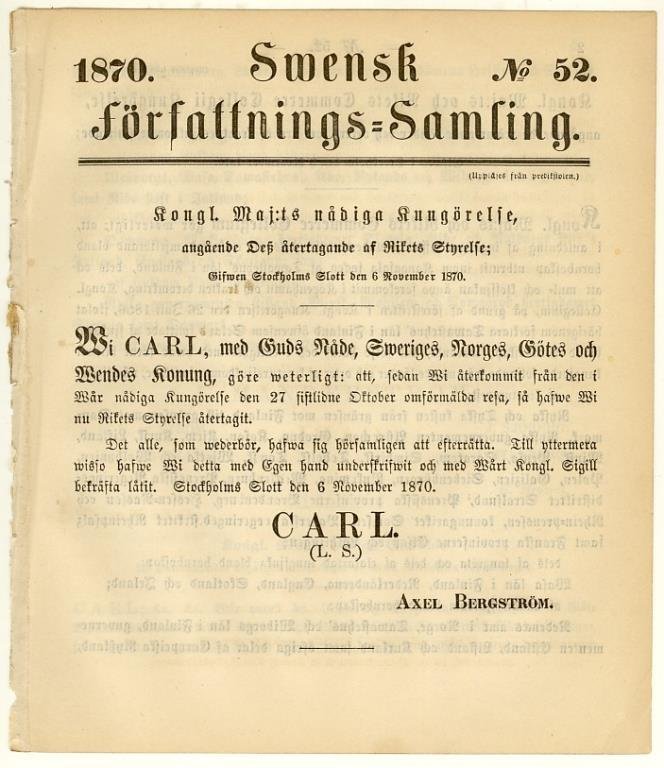 1870. Swensk № 52.
Författnings=Samling.
(Uppläses från predikstolen.)
Kongl. Maj:ts nådiga Kungörelse,
angående Deß återtagande af Rikets Styrelse;
Gifwen Stockholms Slott den 6 November 1870.
Wi CARL, med Guds Nåde, Sweriges, Norges, Götes och
Wendes Konung, göre weterligt: att, sedan Wi återkommit från den i
Wår nådiga Kungörelse den 27 sistlidne Oktober omförmälda resa, så hafwe Wi
nu Rikets Styrelse återtagit.
Det alle, som wederbör, hafwa sig hörsamligen att efterrätta. Till yttermera
wisso hafwe Wi detta med Egen hand underskrifwit och med Wårt Kongl. Sigill
bekräfta låtit. Stockholms Slott den 6 November 1870.
CARL.
(L. S.)
AXEL BERGSTRÖM.